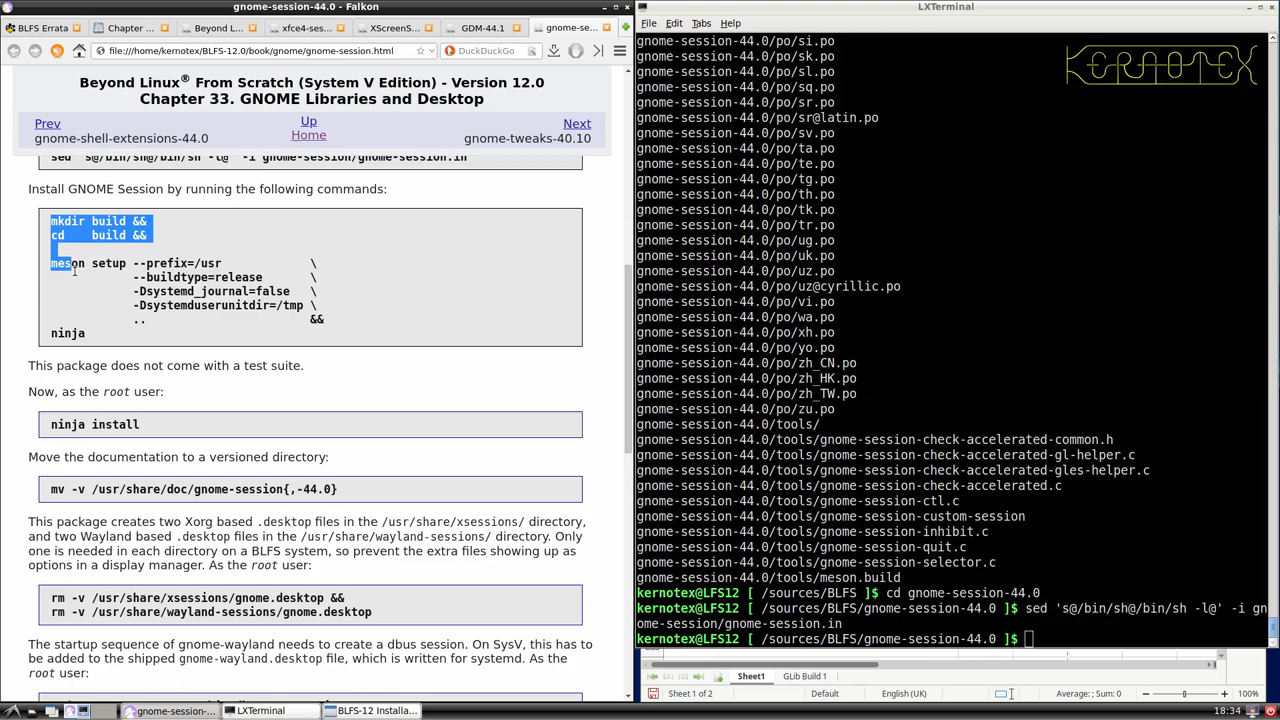 gnome-session-44.0 - Falkon
BLFS Errata
Chapter ...
Beyond L...
xfce4-ses...
XScreenS...
GDM-44.1
gnome-se...
file:///home/kernotex/BLFS-12.0/book/gnome/gnome-session.html
DuckDuckGo
Beyond Linux® From Scratch (System V Edition) - Version 12.0
Chapter 33. GNOME Libraries and Desktop
Prev
Up
Next
gnome-shell-extensions-44.0
Home
gnome-tweaks-40.10
sed 's@/bin/sh@/bin/sh -l@' -i gnome-session/gnome-session.in
Install GNOME Session by running the following commands:
mkdir build &&
cd    build &&
meson setup --prefix=/usr           \
--buildtype=release       \
-Dsystemd_journal=false   \
-Dsystemduserunitdir=/tmp \
..                        &&
ninja
This package does not come with a test suite.
Now, as the root user:
ninja install
Move the documentation to a versioned directory:
mv -v /usr/share/doc/gnome-session{,-44.0}
This package creates two Xorg based .desktop files in the /usr/share/xsessions/ directory,
and two Wayland based .desktop files in the /usr/share/wayland-sessions/ directory. Only
one is needed in each directory on a BLFS system, so prevent the extra files showing up as
options in a display manager. As the root user:
rm -v /usr/share/xsessions/gnome.desktop &&
rm -v /usr/share/wayland-sessions/gnome.desktop
The startup sequence of gnome-wayland needs to create a dbus session. On SysV, this has to
be added to the shipped gnome-wayland.desktop file, which is written for systemd. As the
root user:
LXTerminal
File Edit Tabs Help
KERNOTEX
gnome-session-44.0/po/si.po
gnome-session-44.0/po/sk.po
gnome-session-44.0/po/sl.po
gnome-session-44.0/po/sq.po
gnome-session-44.0/po/sr.po
gnome-session-44.0/po/sr@latin.po
gnome-session-44.0/po/sv.po
gnome-session-44.0/po/ta.po
gnome-session-44.0/po/te.po
gnome-session-44.0/po/tg.po
gnome-session-44.0/po/th.po
gnome-session-44.0/po/tk.po
gnome-session-44.0/po/tr.po
gnome-session-44.0/po/ug.po
gnome-session-44.0/po/uk.po
gnome-session-44.0/po/uz.po
gnome-session-44.0/po/uz@cyrillic.po
gnome-session-44.0/po/vi.po
gnome-session-44.0/po/wa.po
gnome-session-44.0/po/xh.po
gnome-session-44.0/po/yo.po
gnome-session-44.0/po/zh_CN.po
gnome-session-44.0/po/zh_HK.po
gnome-session-44.0/po/zh_TW.po
gnome-session-44.0/po/zu.po
gnome-session-44.0/tools/
gnome-session-44.0/tools/gnome-session-check-accelerated-common.h
gnome-session-44.0/tools/gnome-session-check-accelerated-gl-helper.c
gnome-session-44.0/tools/gnome-session-check-accelerated-gles-helper.c
gnome-session-44.0/tools/gnome-session-check-accelerated.c
gnome-session-44.0/tools/gnome-session-ctl.c
gnome-session-44.0/tools/gnome-session-custom-session
gnome-session-44.0/tools/gnome-session-inhibit.c
gnome-session-44.0/tools/gnome-session-quit.c
gnome-session-44.0/tools/gnome-session-selector.c
gnome-session-44.0/tools/meson.build
kernotex@LFS12 [ /sources/BLFS ]$ cd gnome-session-44.0
kernotex@LFS12 [ /sources/BLFS/gnome-session-44.0 ]$ sed 's@/bin/sh@/bin/sh -l@' -i gn
ome-session/gnome-session.in
kernotex@LFS12 [ /sources/BLFS/gnome-session-44.0 ]$
Sheet1
GLib Build 1
Sheet 1 of 2
Default
English (UK)
Average: ; Sum: 0
100%
gnome-session-...
LXTerminal
BLFS-12 Installa...
18:34